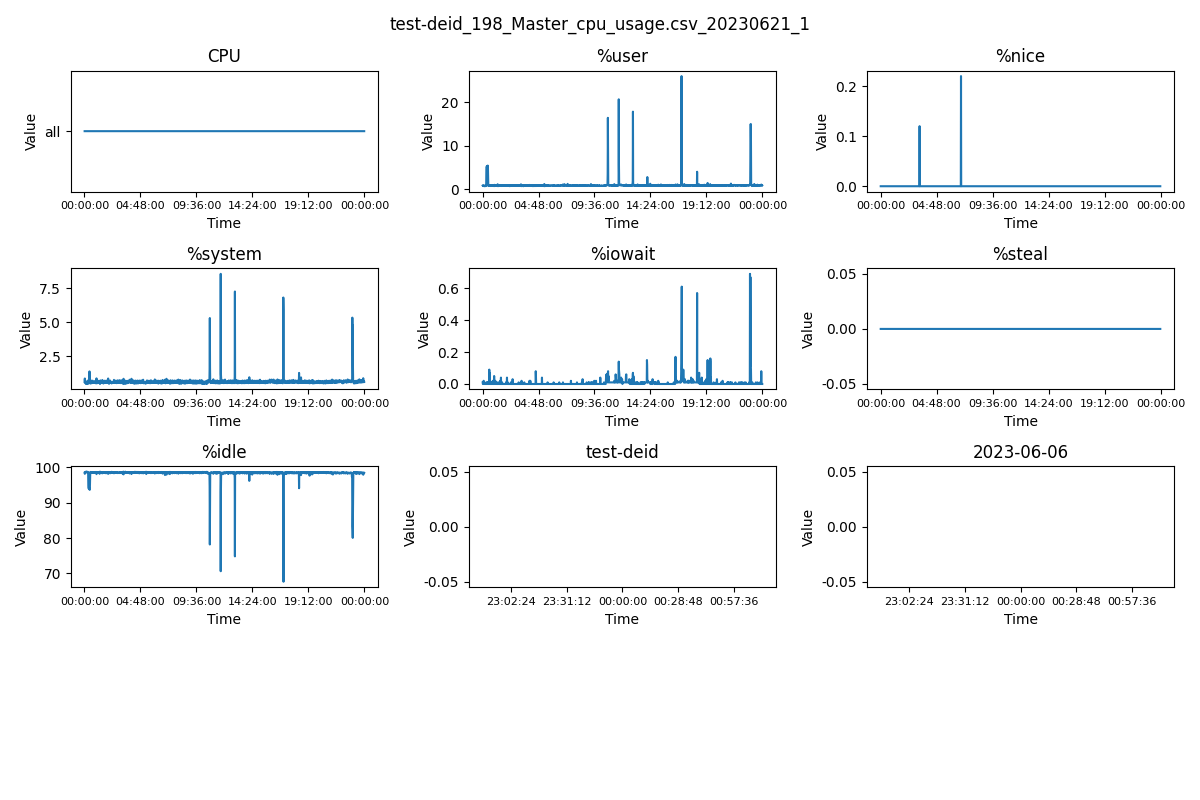 test-deid_198_Master_cpu_usage.csv_20230621_1
CPU
Value
all
00:00:00 04:48:00 09:36:00 14:24:00 19:12:00 00:00:00
Time
%user
Value
20
10
0
00:00:00 04:48:00 09:36:00 14:24:00 19:12:00 00:00:00
Time
%nice
Value
0.2
0.1
0.0
00:00:00 04:48:00 09:36:00 14:24:00 19:12:00 00:00:00
Time
%system
Value
7.5
5.0
2.5
00:00:00 04:48:00 09:36:00 14:24:00 19:12:00 00:00:00
Time
%iowait
Value
0.6
0.4
0.2
0.0
00:00:00 04:48:00 09:36:00 14:24:00 19:12:00 00:00:00
Time
%steal
Value
0.05
0.00
-0.05
00:00:00 04:48:00 09:36:00 14:24:00 19:12:00 00:00:00
Time
%idle
Value
100
90
80
70
00:00:00 04:48:00 09:36:00 14:24:00 19:12:00 00:00:00
Time
test-deid
Value
0.05
0.00
-0.05
23:02:24 23:31:12 00:00:00 00:28:48 00:57:36
Time
2023-06-06
Value
0.05
0.00
-0.05
23:02:24 23:31:12 00:00:00 00:28:48 00:57:36
Time